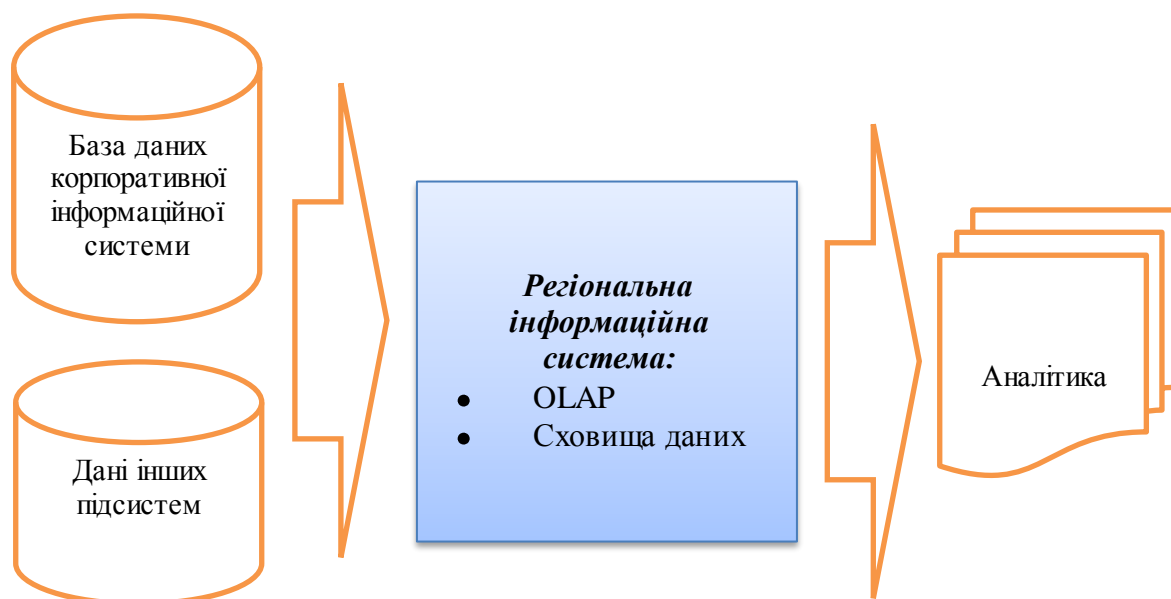 База даних
корпоративної
інформаційної
системи
Дані інших
підсистем
Регіональна
інформаційна
система:
● OLAP
● Сховища даних
Аналітика